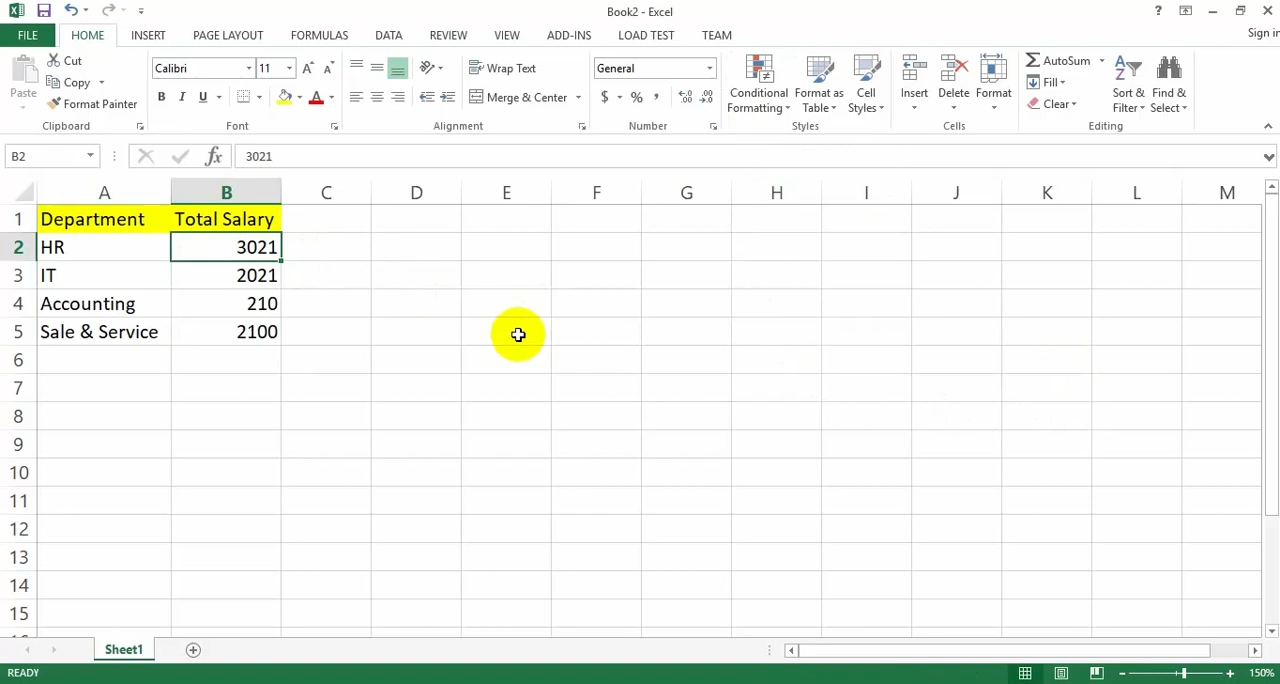 Book2 - Excel
?
Sign in
FILE HOME INSERT PAGE LAYOUT FORMULAS DATA REVIEW VIEW ADD-INS LOAD TEST TEAM
Paste
Cut
Copy
Format Painter
Clipboard
Calibri 11
B I U
Font
Wrap Text
Merge & Center
Alignment
General
$ % ,
Number
Conditional Formatting
Format as Table
Cell Styles
Styles
Insert
Delete
Format
Cells
AutoSum
Fill
Clear
Sort & Filter
Find & Select
Editing
B2 fx 3021
A B C D E F G H I J K L M
1 Department Total Salary
2 HR 3021
3 IT 2021
4 Accounting 210
5 Sale & Service 2100
6
7
8
9
10
11
12
13
14
15
Sheet1
READY
150%